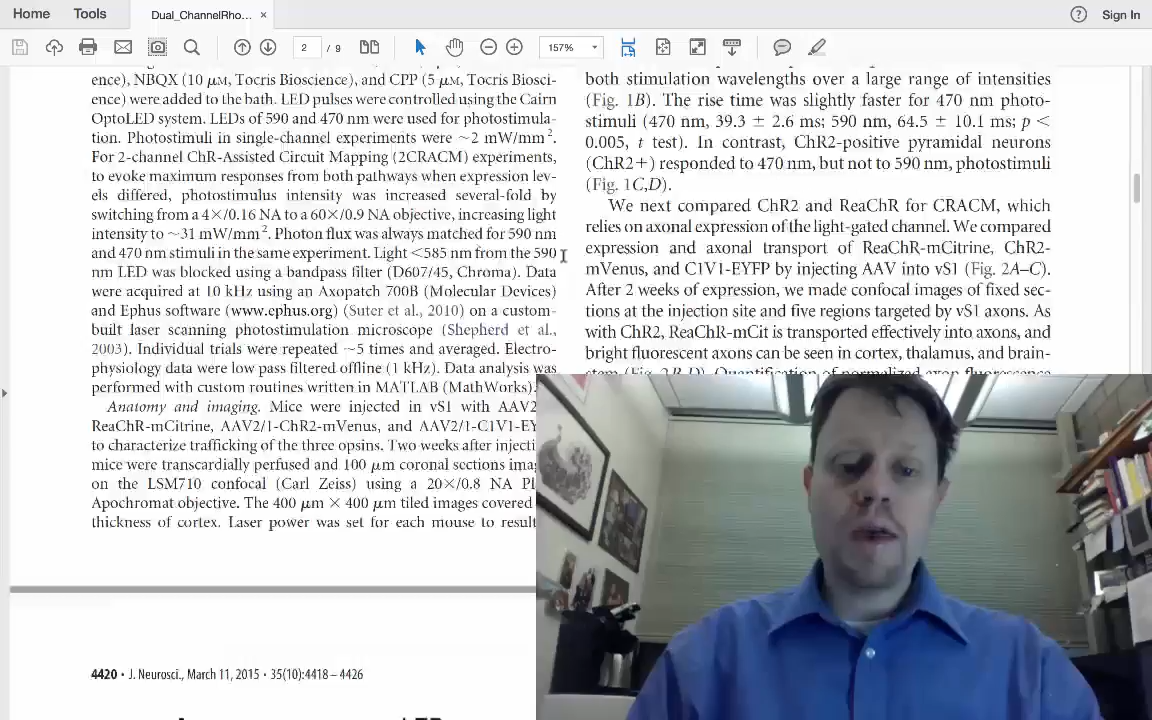 Home Tools Dual_ChannelRho... × Sign In
2 / 9 157%
ence), NBQX (10 μM, Tocris Bioscience), and CPP (5 μM, Tocris Biosci-
ence) were added to the bath. LED pulses were controlled using the Cairn
OptoLED system. LEDs of 590 and 470 nm were used for photostimula-
tion. Photostimuli in single-channel experiments were ~2 mW/mm².
For 2-channel ChR-Assisted Circuit Mapping (2CRACM) experiments,
to evoke maximum responses from both pathways when expression lev-
els differed, photostimulus intensity was increased several-fold by
switching from a 4×/0.16 NA to a 60×/0.9 NA objective, increasing light
intensity to ~31 mW/mm². Photon flux was always matched for 590 nm
and 470 nm stimuli in the same experiment. Light <585 nm from the 590
nm LED was blocked using a bandpass filter (D607/45, Chroma). Data
were acquired at 10 kHz using an Axopatch 700B (Molecular Devices)
and Ephus software (www.ephus.org) (Suter et al., 2010) on a custom-
built laser scanning photostimulation microscope (Shepherd et al.,
2003). Individual trials were repeated ~5 times and averaged. Electro-
physiology data were low pass filtered offline (1 kHz). Data analysis was
performed with custom routines written in MATLAB (MathWorks).
Anatomy and imaging. Mice were injected in vS1 with AAV2
ReaChR-mCitrine, AAV2/1-ChR2-mVenus, and AAV2/1-C1V1-EY
to characterize trafficking of the three opsins. Two weeks after injecti
mice were transcardially perfused and 100 μm coronal sections imag
on the LSM710 confocal (Carl Zeiss) using a 20×/0.8 NA Pl
Apochromat objective. The 400 μm × 400 μm tiled images covered
thickness of cortex. Laser power was set for each mouse to result
4420 • J. Neurosci., March 11, 2015 • 35(10):4418–4426
both stimulation wavelengths over a large range of intensities
(Fig. 1B). The rise time was slightly faster for 470 nm photo-
stimuli (470 nm, 39.3 ± 2.6 ms; 590 nm, 64.5 ± 10.1 ms; p <
0.005, t test). In contrast, ChR2-positive pyramidal neurons
(ChR2+) responded to 470 nm, but not to 590 nm, photostimuli
(Fig. 1C,D).
We next compared ChR2 and ReaChR for CRACM, which
relies on axonal expression of the light-gated channel. We compared
expression and axonal transport of ReaChR-mCitrine, ChR2-
mVenus, and C1V1-EYFP by injecting AAV into vS1 (Fig. 2A–C).
After 2 weeks of expression, we made confocal images of fixed sec-
tions at the injection site and five regions targeted by vS1 axons. As
with ChR2, ReaChR-mCit is transported effectively into axons, and
bright fluorescent axons can be seen in cortex, thalamus, and brain-
stem (Fig. 2B,D). Quantification of normalized axon fluorescence